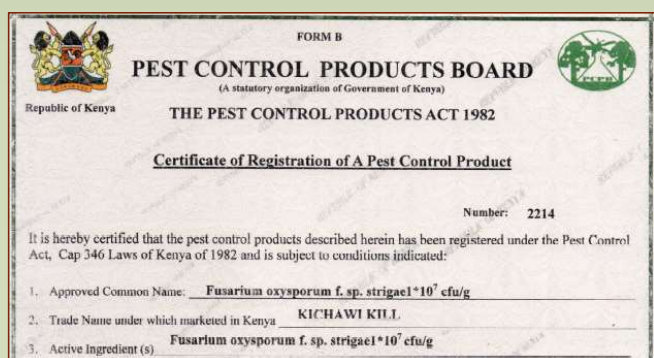 FORM B
PEST CONTROL PRODUCTS BOARD
(A statutory organization of Government of Kenya)
Republic of Kenya
THE PEST CONTROL PRODUCTS ACT 1982
Certificate of Registration of A Pest Control Product
Number: 2214
It is hereby certified that the pest control products described herein has been registered under the Pest Control
Act, Cap 346 Laws of Kenya of 1982 and is subject to conditions indicated:
1. Approved Common Name: Fusarium oxysporum f. sp. strigae1*10⁷ cfu/g
2. Trade Name under which marketed in Kenya KICHAWI KILL
3. Active Ingredient (s) Fusarium oxysporum f. sp. strigae1*10⁷ cfu/g